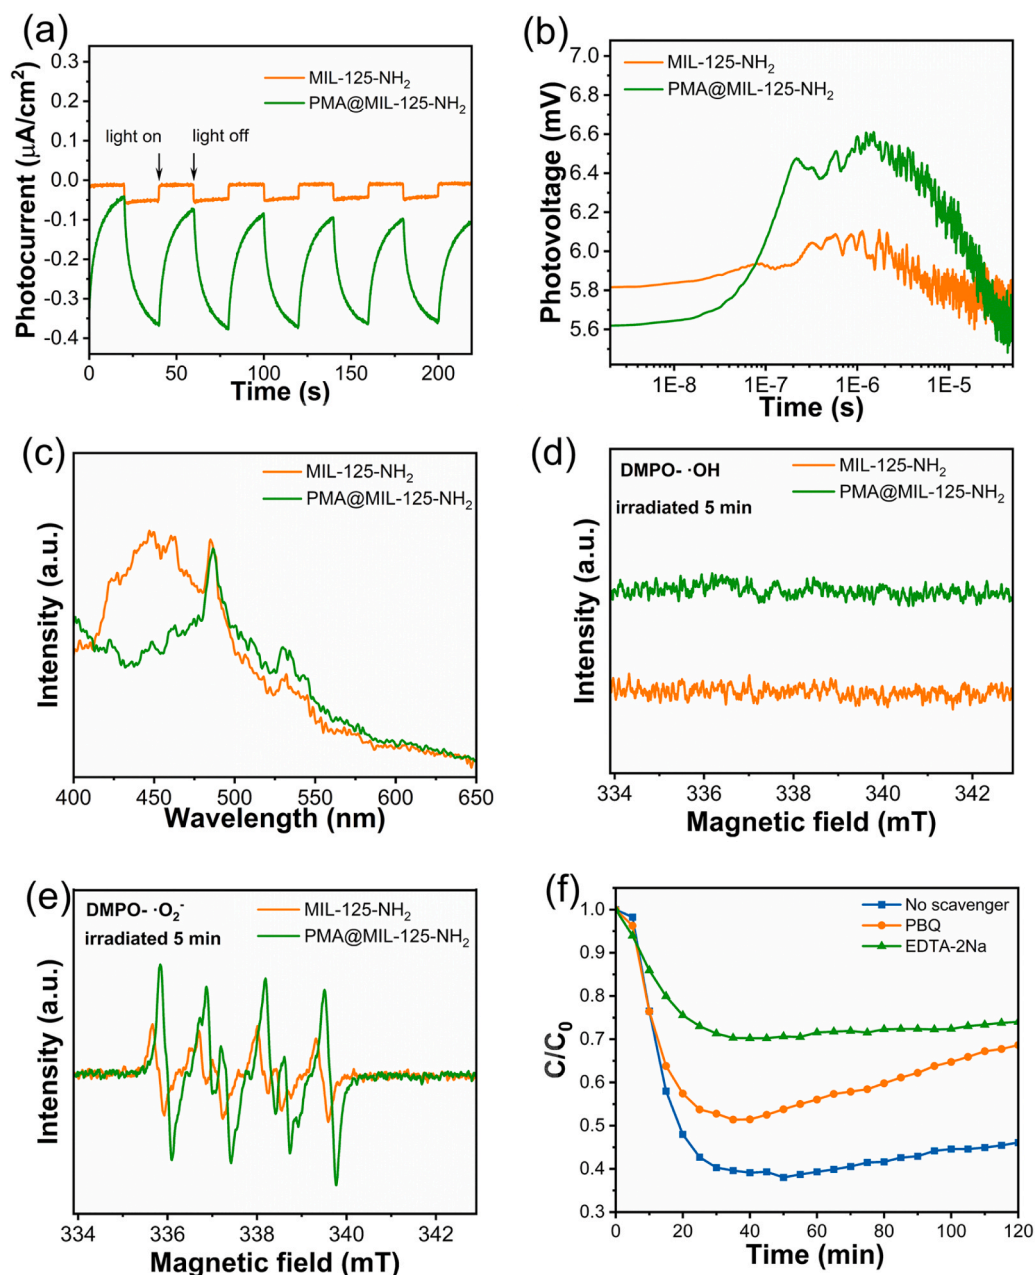 (a)
Photocurrent (μA/cm²)
0.3
0.2
0.1
0.0
-0.1
-0.2
-0.3
-0.4
MIL-125-NH₂
PMA@MIL-125-NH₂
light on
light off
0 50 100 150 200
Time (s)
(b)
Photovoltage (mV)
7.0
6.6
6.2
5.8
5.6
MIL-125-NH₂
PMA@MIL-125-NH₂
1E-8 1E-7 1E-6 1E-5
Time (s)
(c)
Intensity (a.u.)
MIL-125-NH₂
PMA@MIL-125-NH₂
400 450 500 550 600 650
Wavelength (nm)
(d)
Intensity (a.u.)
DMPO- ·OH
irradiated 5 min
MIL-125-NH₂
PMA@MIL-125-NH₂
334 336 338 340 342
Magnetic field (mT)
(e)
Intensity (a.u.)
DMPO- ·O₂⁻
irradiated 5 min
MIL-125-NH₂
PMA@MIL-125-NH₂
334 336 338 340 342
Magnetic field (mT)
(f)
C/C₀
1.0
0.9
0.8
0.7
0.6
0.5
0.4
0.3
No scavenger
PBQ
EDTA-2Na
0 20 40 60 80 100 120
Time (min)